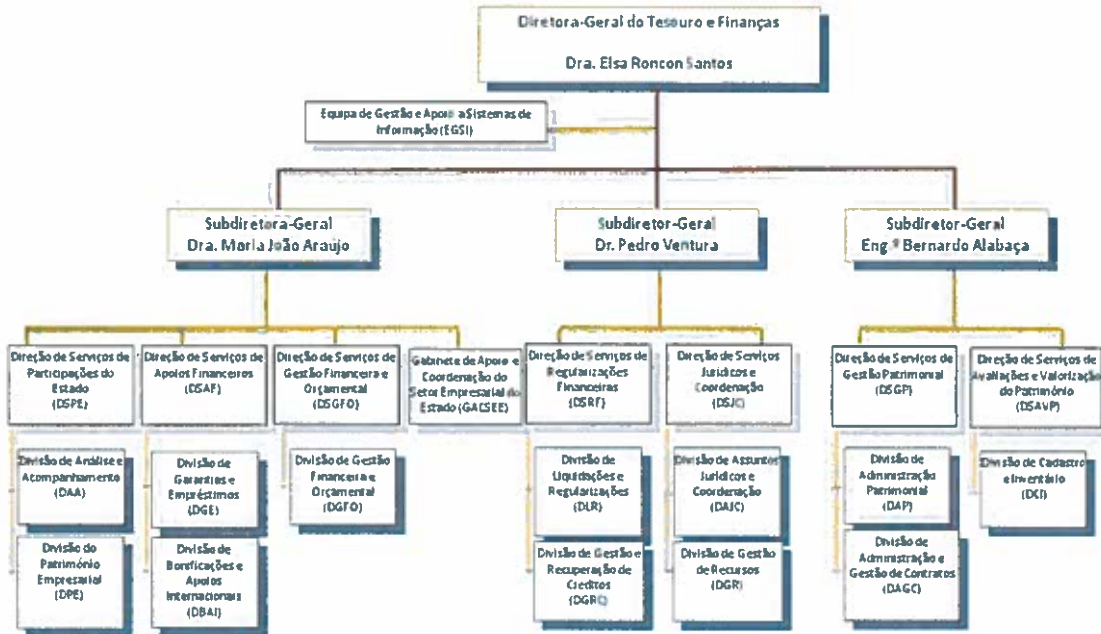 Diretora-Geral do Tesouro e Finanças
Dra. Elsa Roncon Santos
Equipa de Gestão e Apoio a Sistemas de
Informação (EGSI)
Subdiretora-Geral
Dra. Maria João Araújo
Subdiretor-Geral
Dr. Pedro Ventura
Subdiretor-Geral
Eng.º Bernardo Alabaça
Direção de Serviços de
Participações do
Estado
(DSPE)
Direção de Serviços de
Apoios Financeiros
(DSAF)
Direção de Serviços de
Gestão Financeira e
Orçamental
(DSGFO)
Gabinete de Apoio e
Coordenação do
Setor Empresarial do
Estado (GACSEE)
Direção de Serviços de
Regularizações
Financeiras
(DSRF)
Direção de Serviços
Jurídicos e
Coordenação
(DSJC)
Direção de Serviços de
Gestão Patrimonial
(DSGP)
Direção de Serviços de
Avaliações e Valorização
do Património
(DSAVP)
Divisão de Análise e
Acompanhamento
(DAA)
Divisão de
Garantias e
Empréstimos
(DGE)
Divisão de Gestão
Financeira e
Orçamental
(DGFO)
Divisão de
Liquidações e
Regularizações
(DLR)
Divisão de Assuntos
Jurídicos e
Coordenação
(DAJC)
Divisão de
Administração
Patrimonial
(DAP)
Divisão de Cadastro
e Inventário
(DCI)
Divisão do
Património
Empresarial
(DPE)
Divisão de
Bonificações e
Apoios
Internacionais
(DBAI)
Divisão de Gestão e
Recuperação de
Creditos
(DGRC)
Divisão de Gestão
de Recursos
(DGR)
Divisão de
Administração e
Gestão de Contratos
(DAGC)